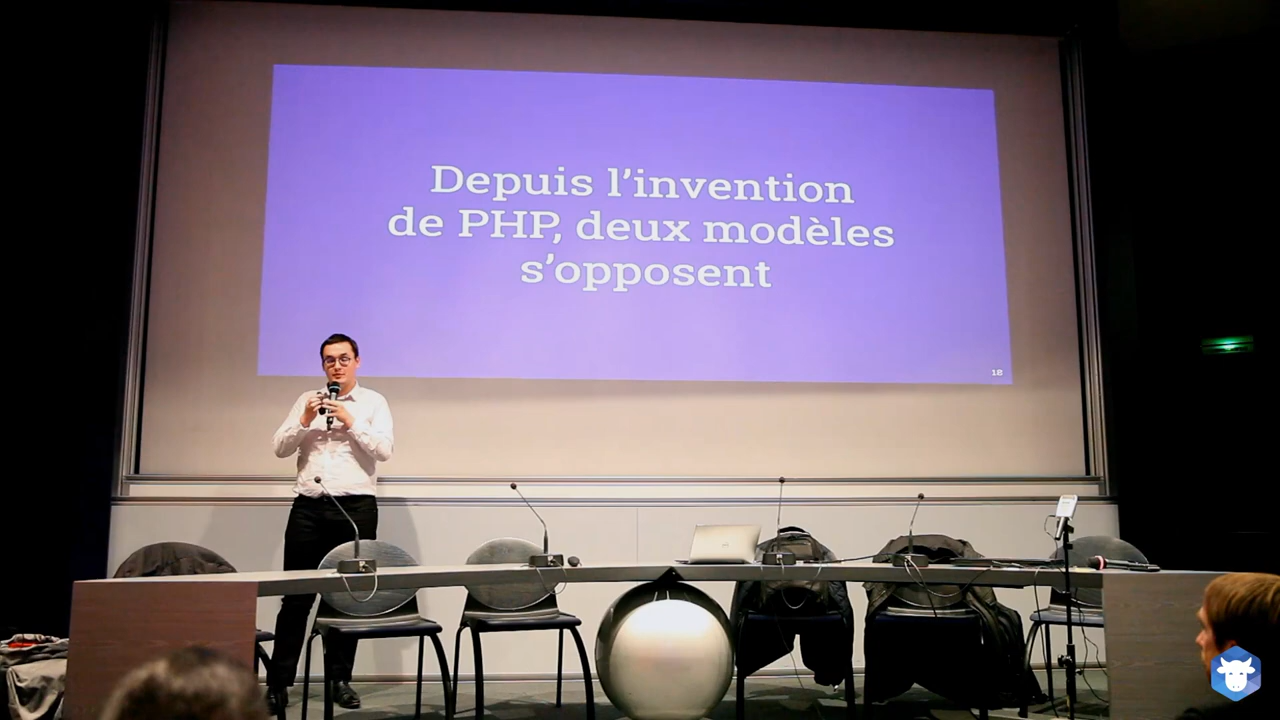 Depuis l’invention
de PHP, deux modèles
s’opposent
18